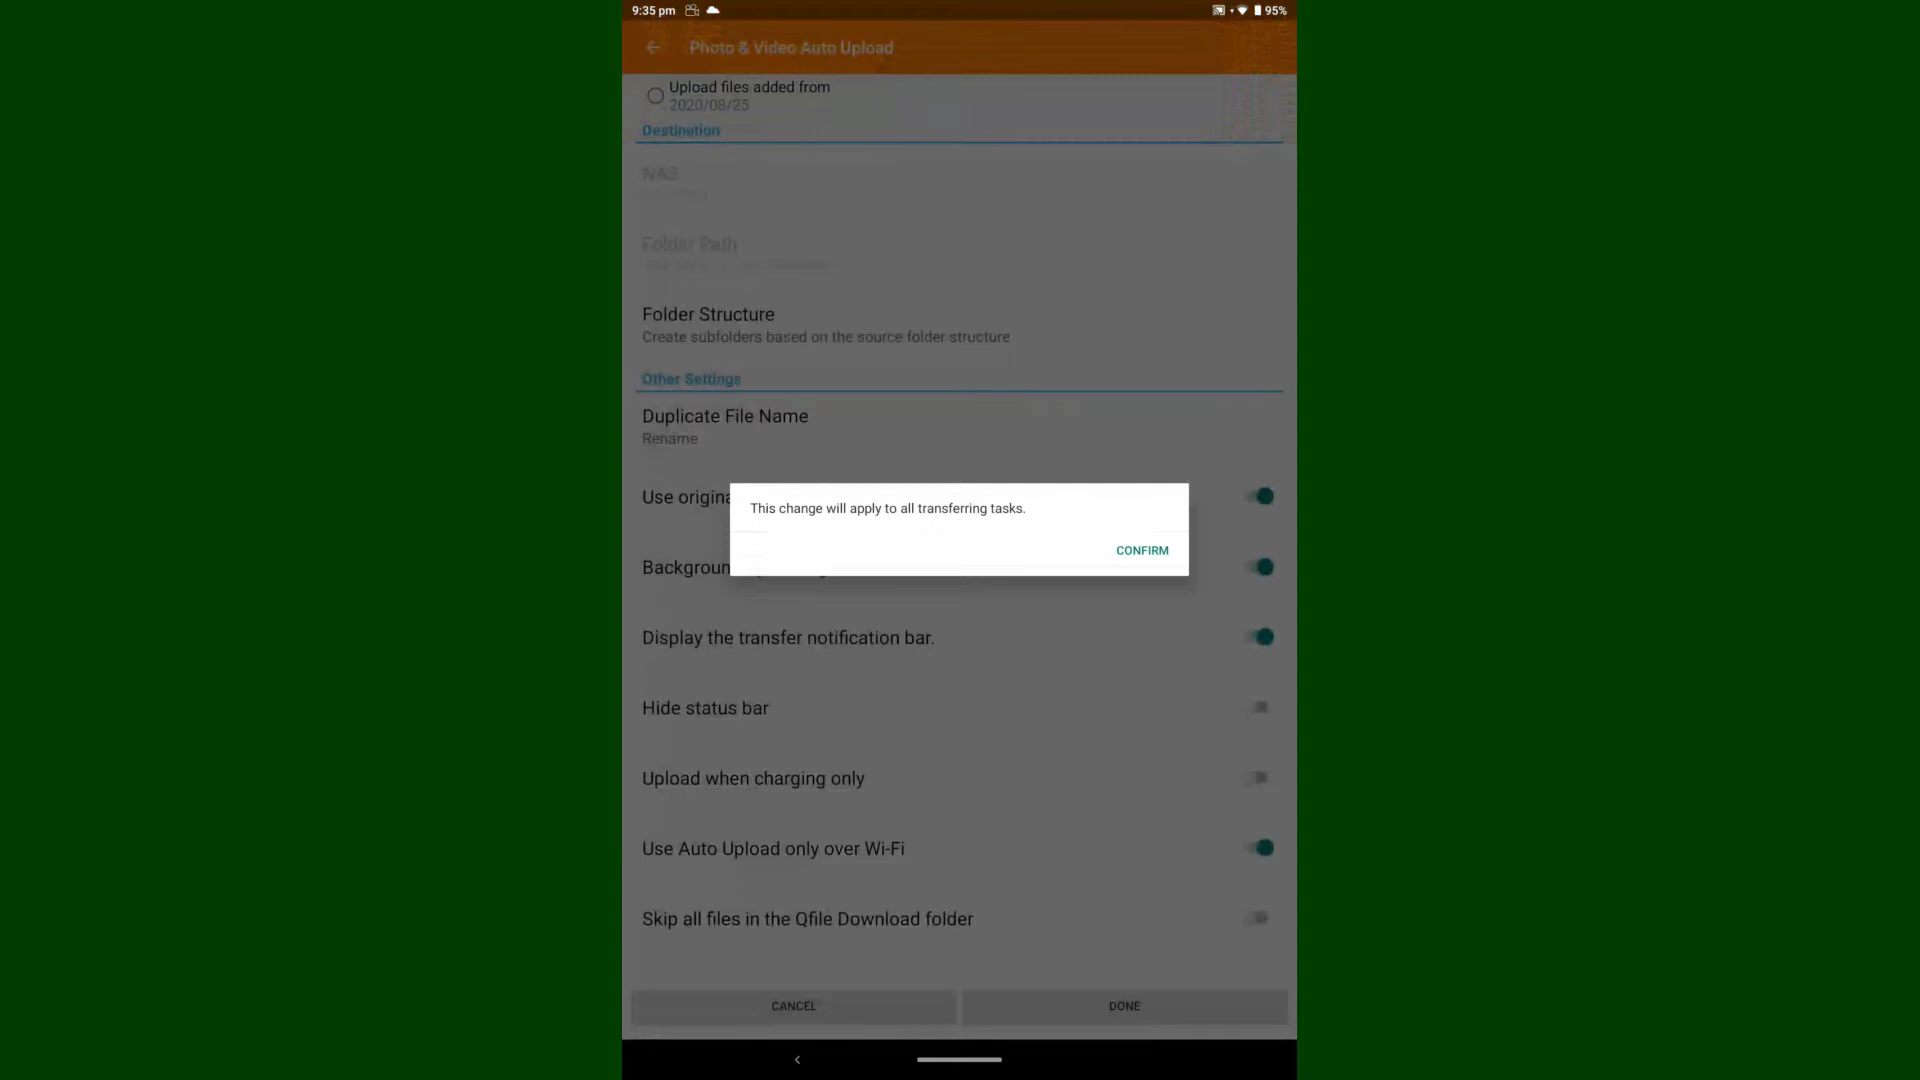 9:35 pm
95%
Photo & Video Auto Upload
Upload files added from
2020/08/25
Destination
NAS
Folder Path
Folder Structure
Create subfolders based on the source folder structure
Other Settings
Duplicate File Name
Rename
Use origina
This change will apply to all transferring tasks.
CONFIRM
Backgroun
Display the transfer notification bar.
Hide status bar
Upload when charging only
Use Auto Upload only over Wi-Fi
Skip all files in the Qfile Download folder
CANCEL
DONE